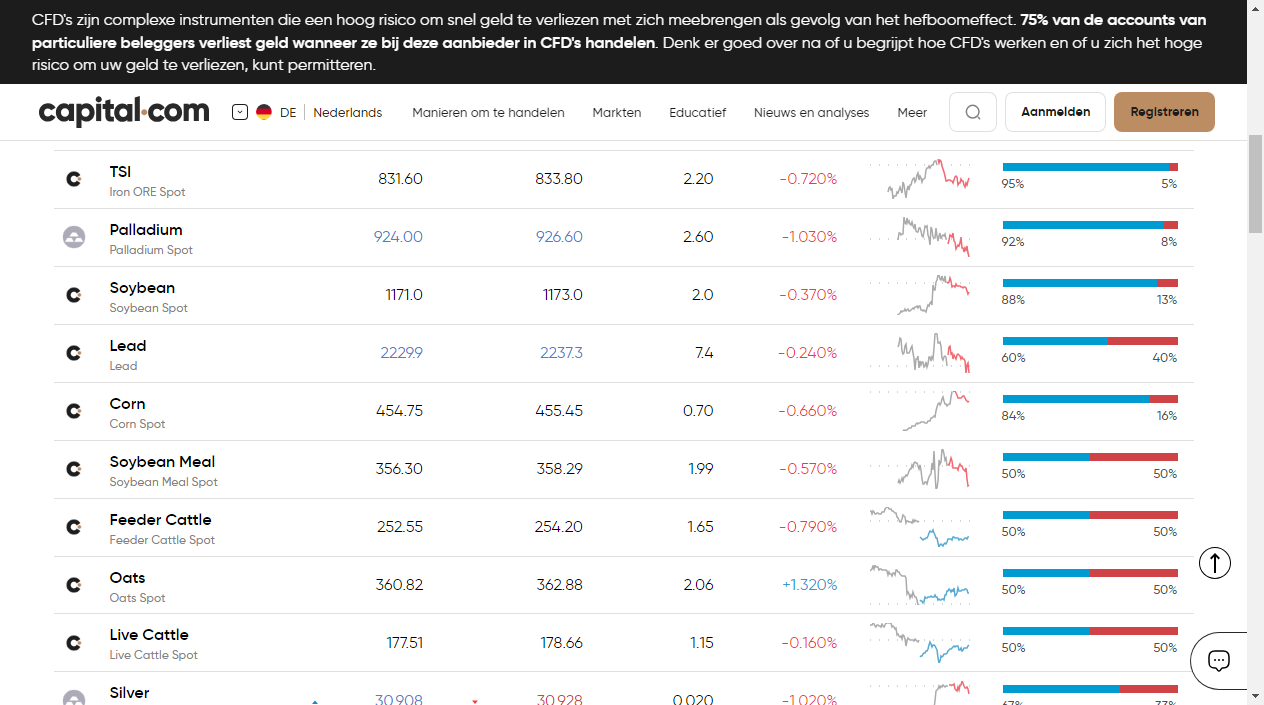 CFD's zijn complexe instrumenten die een hoog risico om snel geld te verliezen met zich meebrengen als gevolg van het hefboomeffect. 75% van de accounts van
particuliere beleggers verliest geld wanneer ze bij deze aanbieder in CFD's handelen. Denk er goed over na of u begrijpt hoe CFD's werken en of u zich het hoge
risico om uw geld te verliezen, kunt permitteren.
capital.com DE Nederlands Manieren om te handelen Markten Educatief Nieuws en analyses Meer Aanmelden Registreren
TSI 831.60 833.80 2.20 -0.720%
Iron ORE Spot 95% 5%
Palladium 924.00 926.60 2.60 -1.030%
Palladium Spot 92% 8%
Soybean 1171.0 1173.0 2.0 -0.370%
Soybean Spot 88% 13%
Lead 2229.9 2237.3 7.4 -0.240%
Lead 60% 40%
Corn 454.75 455.45 0.70 -0.660%
Corn Spot 84% 16%
Soybean Meal 356.30 358.29 1.99 -0.570%
Soybean Meal Spot 50% 50%
Feeder Cattle 252.55 254.20 1.65 -0.790%
Feeder Cattle Spot 50% 50%
Oats 360.82 362.88 2.06 +1.320%
Oats Spot 50% 50%
Live Cattle 177.51 178.66 1.15 -0.160%
Live Cattle Spot 50% 50%
Silver 30.908 30.928 0.020 -1.020%